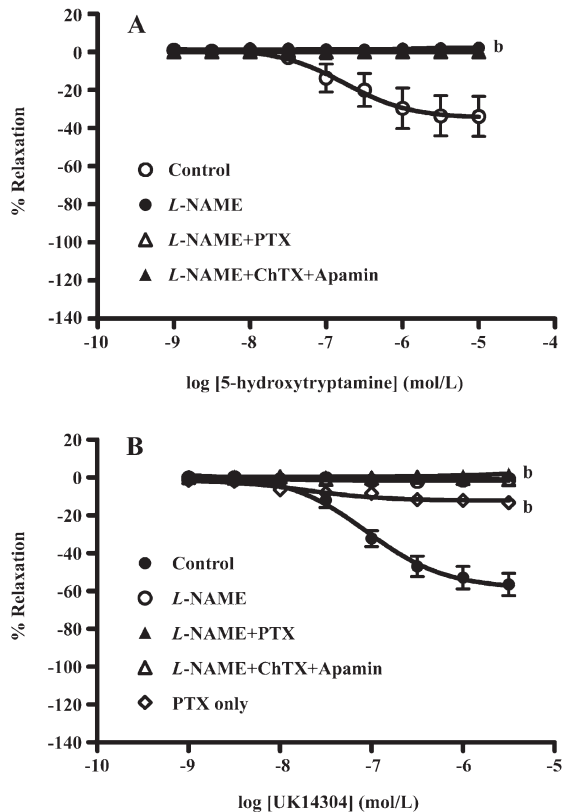 A
20
0
-20
-40
-60
-80
-100
-120
-140
% Relaxation
b
Control
L-NAME
L-NAME+PTX
L-NAME+ChTX+Apamin
-10 -9 -8 -7 -6 -5 -4
log [5-hydroxytryptamine] (mol/L)
B
20
0
-20
-40
-60
-80
-100
-120
-140
% Relaxation
b
b
Control
L-NAME
L-NAME+PTX
L-NAME+ChTX+Apamin
PTX only
-10 -9 -8 -7 -6 -5
log [UK14304] (mol/L)